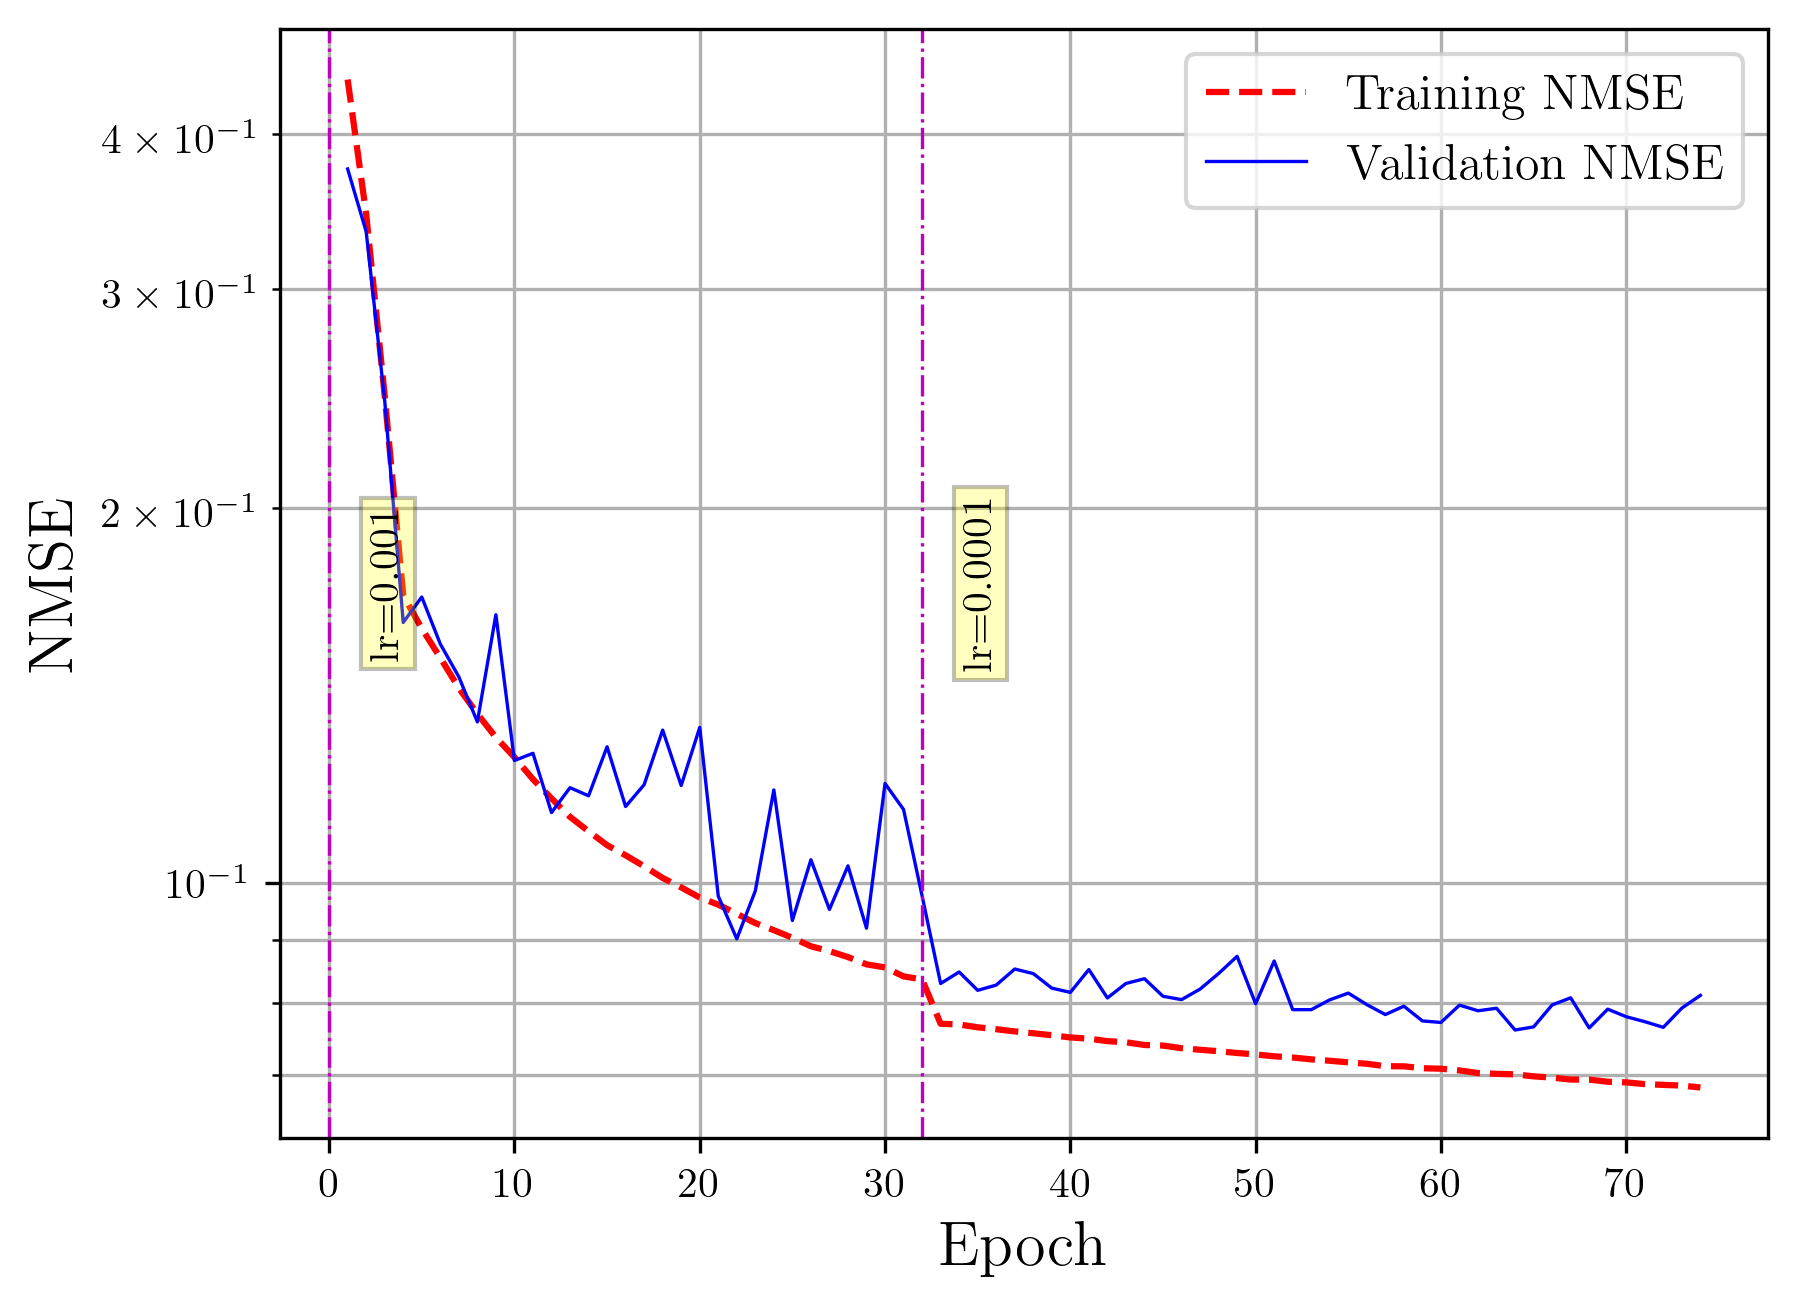 Training NMSE
Validation NMSE
4 × 10⁻¹
3 × 10⁻¹
2 × 10⁻¹
10⁻¹
NMSE
lr=0.001
lr=0.0001
0 10 20 30 40 50 60 70
Epoch